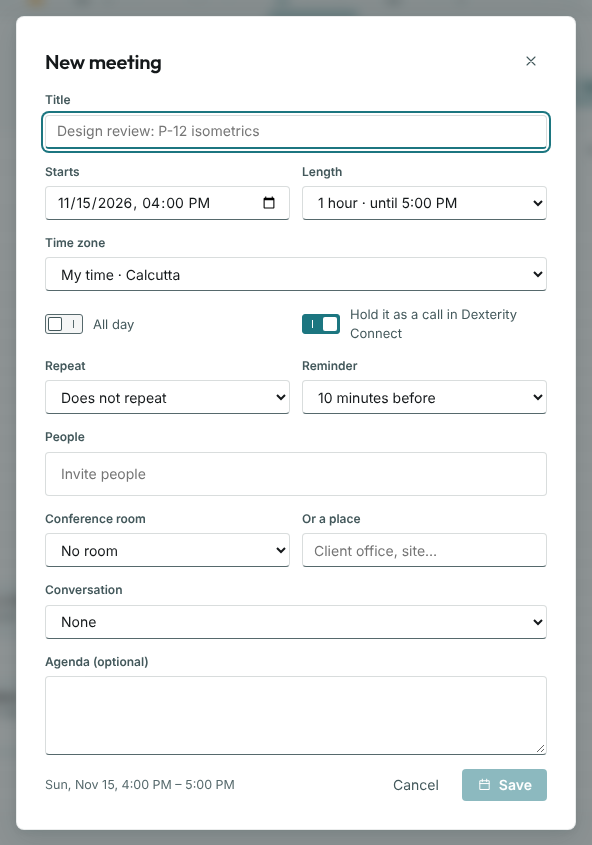 New meeting
Title
Design review: P-12 isometrics
Starts
Length
11/15/2026, 04:00 PM
1 hour · until 5:00 PM
Time zone
My time · Calcutta
All day
Hold it as a call in Dexterity
Connect
Repeat
Reminder
Does not repeat
10 minutes before
People
Invite people
Conference room
Or a place
No room
Client office, site...
Conversation
None
Agenda (optional)
Sun, Nov 15, 4:00 PM – 5:00 PM
Cancel
Save